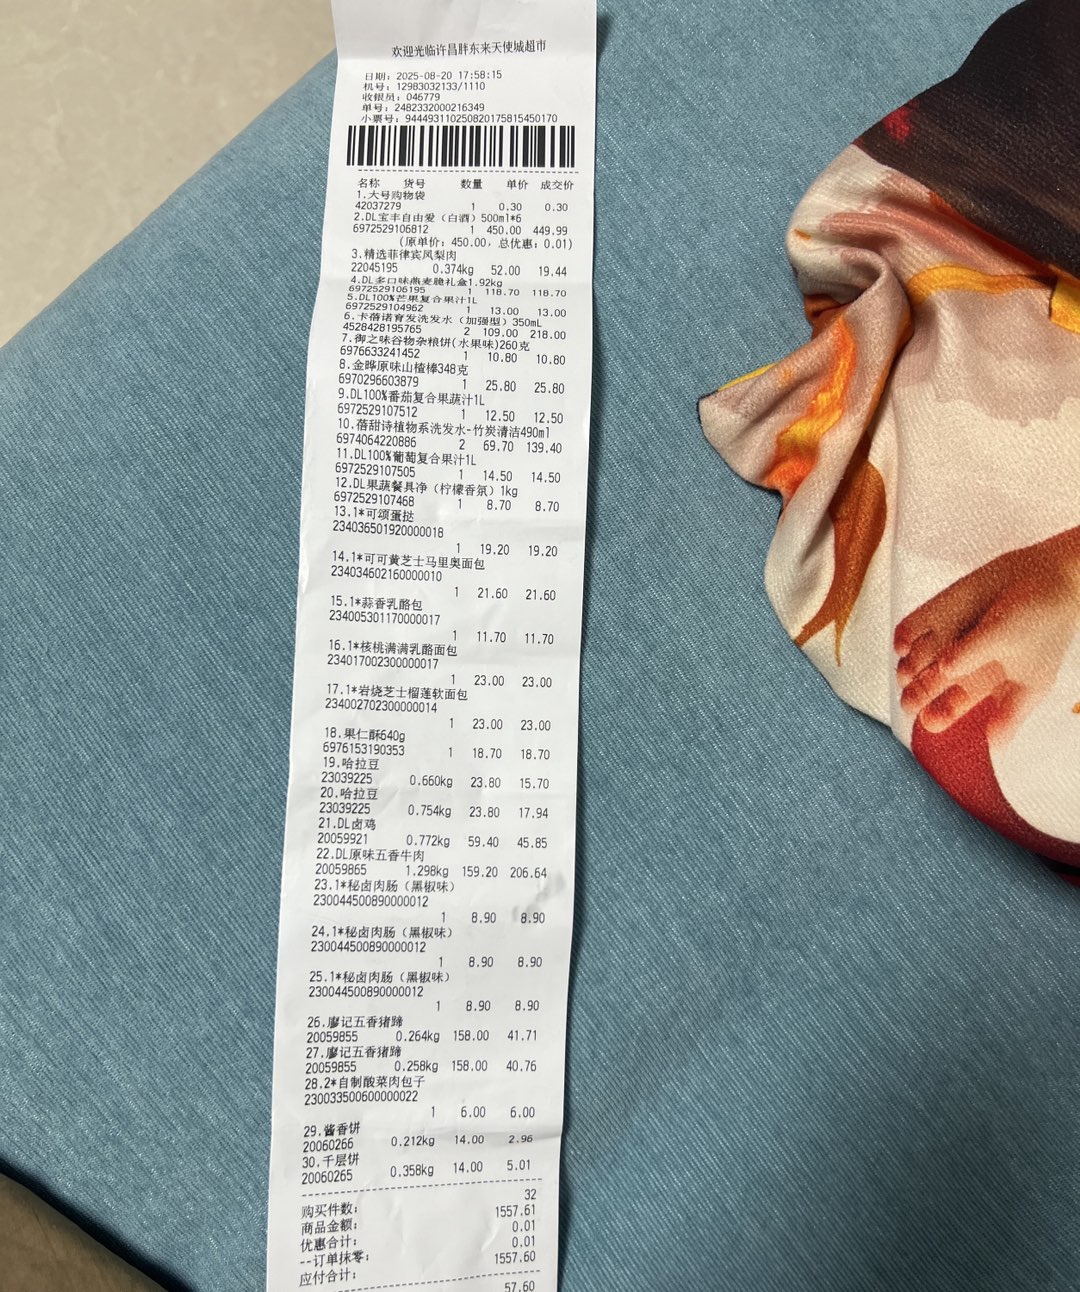 欢迎光临许昌胖东来天使城超市
日期：2025-08-20 17:58:15
机号：12983032133/1110
收银员：046779
单号：2482332000216349
小票号：94449311025082017581545​0170
名称 货号 数量 单价 成交价
1.大号购物袋
42037279 1 0.30 0.30
2.DL宝丰自由爱（白酒）500ml*6
6972529106812 1 450.00 449.99
（原单价：450.00，总优惠：0.01）
3.精选菲律宾凤梨肉
22045195 0.374kg 52.00 19.44
4.DL多口味燕麦脆礼盒1.92kg
6972529106195 1 118.70 118.70
5.DL100%芒果复合果汁1L
6972529104962 1 13.00 13.00
6.卡蓓诺育发洗发水（加强型）350mL
4528428195765 2 109.00 218.00
7.御之味谷物杂粮饼(水果味)260克
6976633241452 1 10.80 10.80
8.金晔原味山楂棒348克
6970296603879 1 25.80 25.80
9.DL100%番茄复合果蔬汁1L
6972529107512 1 12.50 12.50
10.蓓甜诗植物系洗发水-竹炭清洁490ml
6974064220886 2 69.70 139.40
11.DL100%葡萄复合果汁1L
6972529107505 1 14.50 14.50
12.DL果蔬餐具净（柠檬香氛）1kg
6972529107468 1 8.70 8.70
13.1*可颂蛋挞
234036501920000018
1 19.20 19.20
14.1*可可黄芝士马里奥面包
234034602160000010
1 21.60 21.60
15.1*蒜香乳酪包
234005301170000017
1 11.70 11.70
16.1*核桃满满乳酪面包
234017002300000017
1 23.00 23.00
17.1*岩烧芝士榴莲软面包
234002702300000014
1 23.00 23.00
18.果仁酥640g
6976153190353 1 18.70 18.70
19.哈拉豆
23039225 0.660kg 23.80 15.70
20.哈拉豆
23039225 0.754kg 23.80 17.94
21.DL卤鸡
20059921 0.772kg 59.40 45.85
22.DL原味五香牛肉
20059865 1.298kg 159.20 206.64
23.1*秘卤肉肠（黑椒味）
230044500890000012
1 8.90 8.90
24.1*秘卤肉肠（黑椒味）
230044500890000012
1 8.90 8.90
25.1*秘卤肉肠（黑椒味）
230044500890000012
1 8.90 8.90
26.廖记五香猪蹄
20059855 0.264kg 158.00 41.71
27.廖记五香猪蹄
20059855 0.258kg 158.00 40.76
28.2*自制酸菜肉包子
230033500600000022
1 6.00 6.00
29.酱香饼
20060266 0.212kg 14.00 2.96
30.千层饼
20060265 0.358kg 14.00 5.01
购买件数： 32
商品金额： 1557.61
优惠合计： 0.01
--订单抹零： 0.01
应付合计： 1557.60
57.60